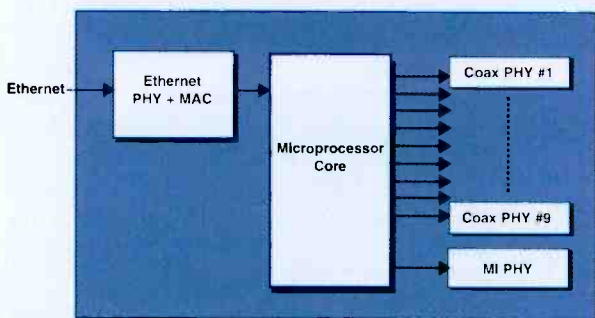 Ethernet
Ethernet
PHY + MAC
Microprocessor
Core
Coax PHY #1
Coax PHY #9
MI PHY